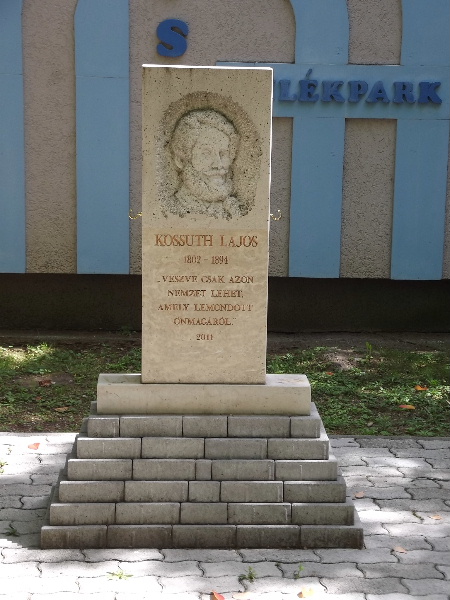 S
LÉKPARK
KOSSUTH LAJOS
1802 - 1894
„VESZVE CSAK AZON
NEMZET LEHET,
AMELY LEMONDOTT
ÖNMAGÁRÓL."
2011